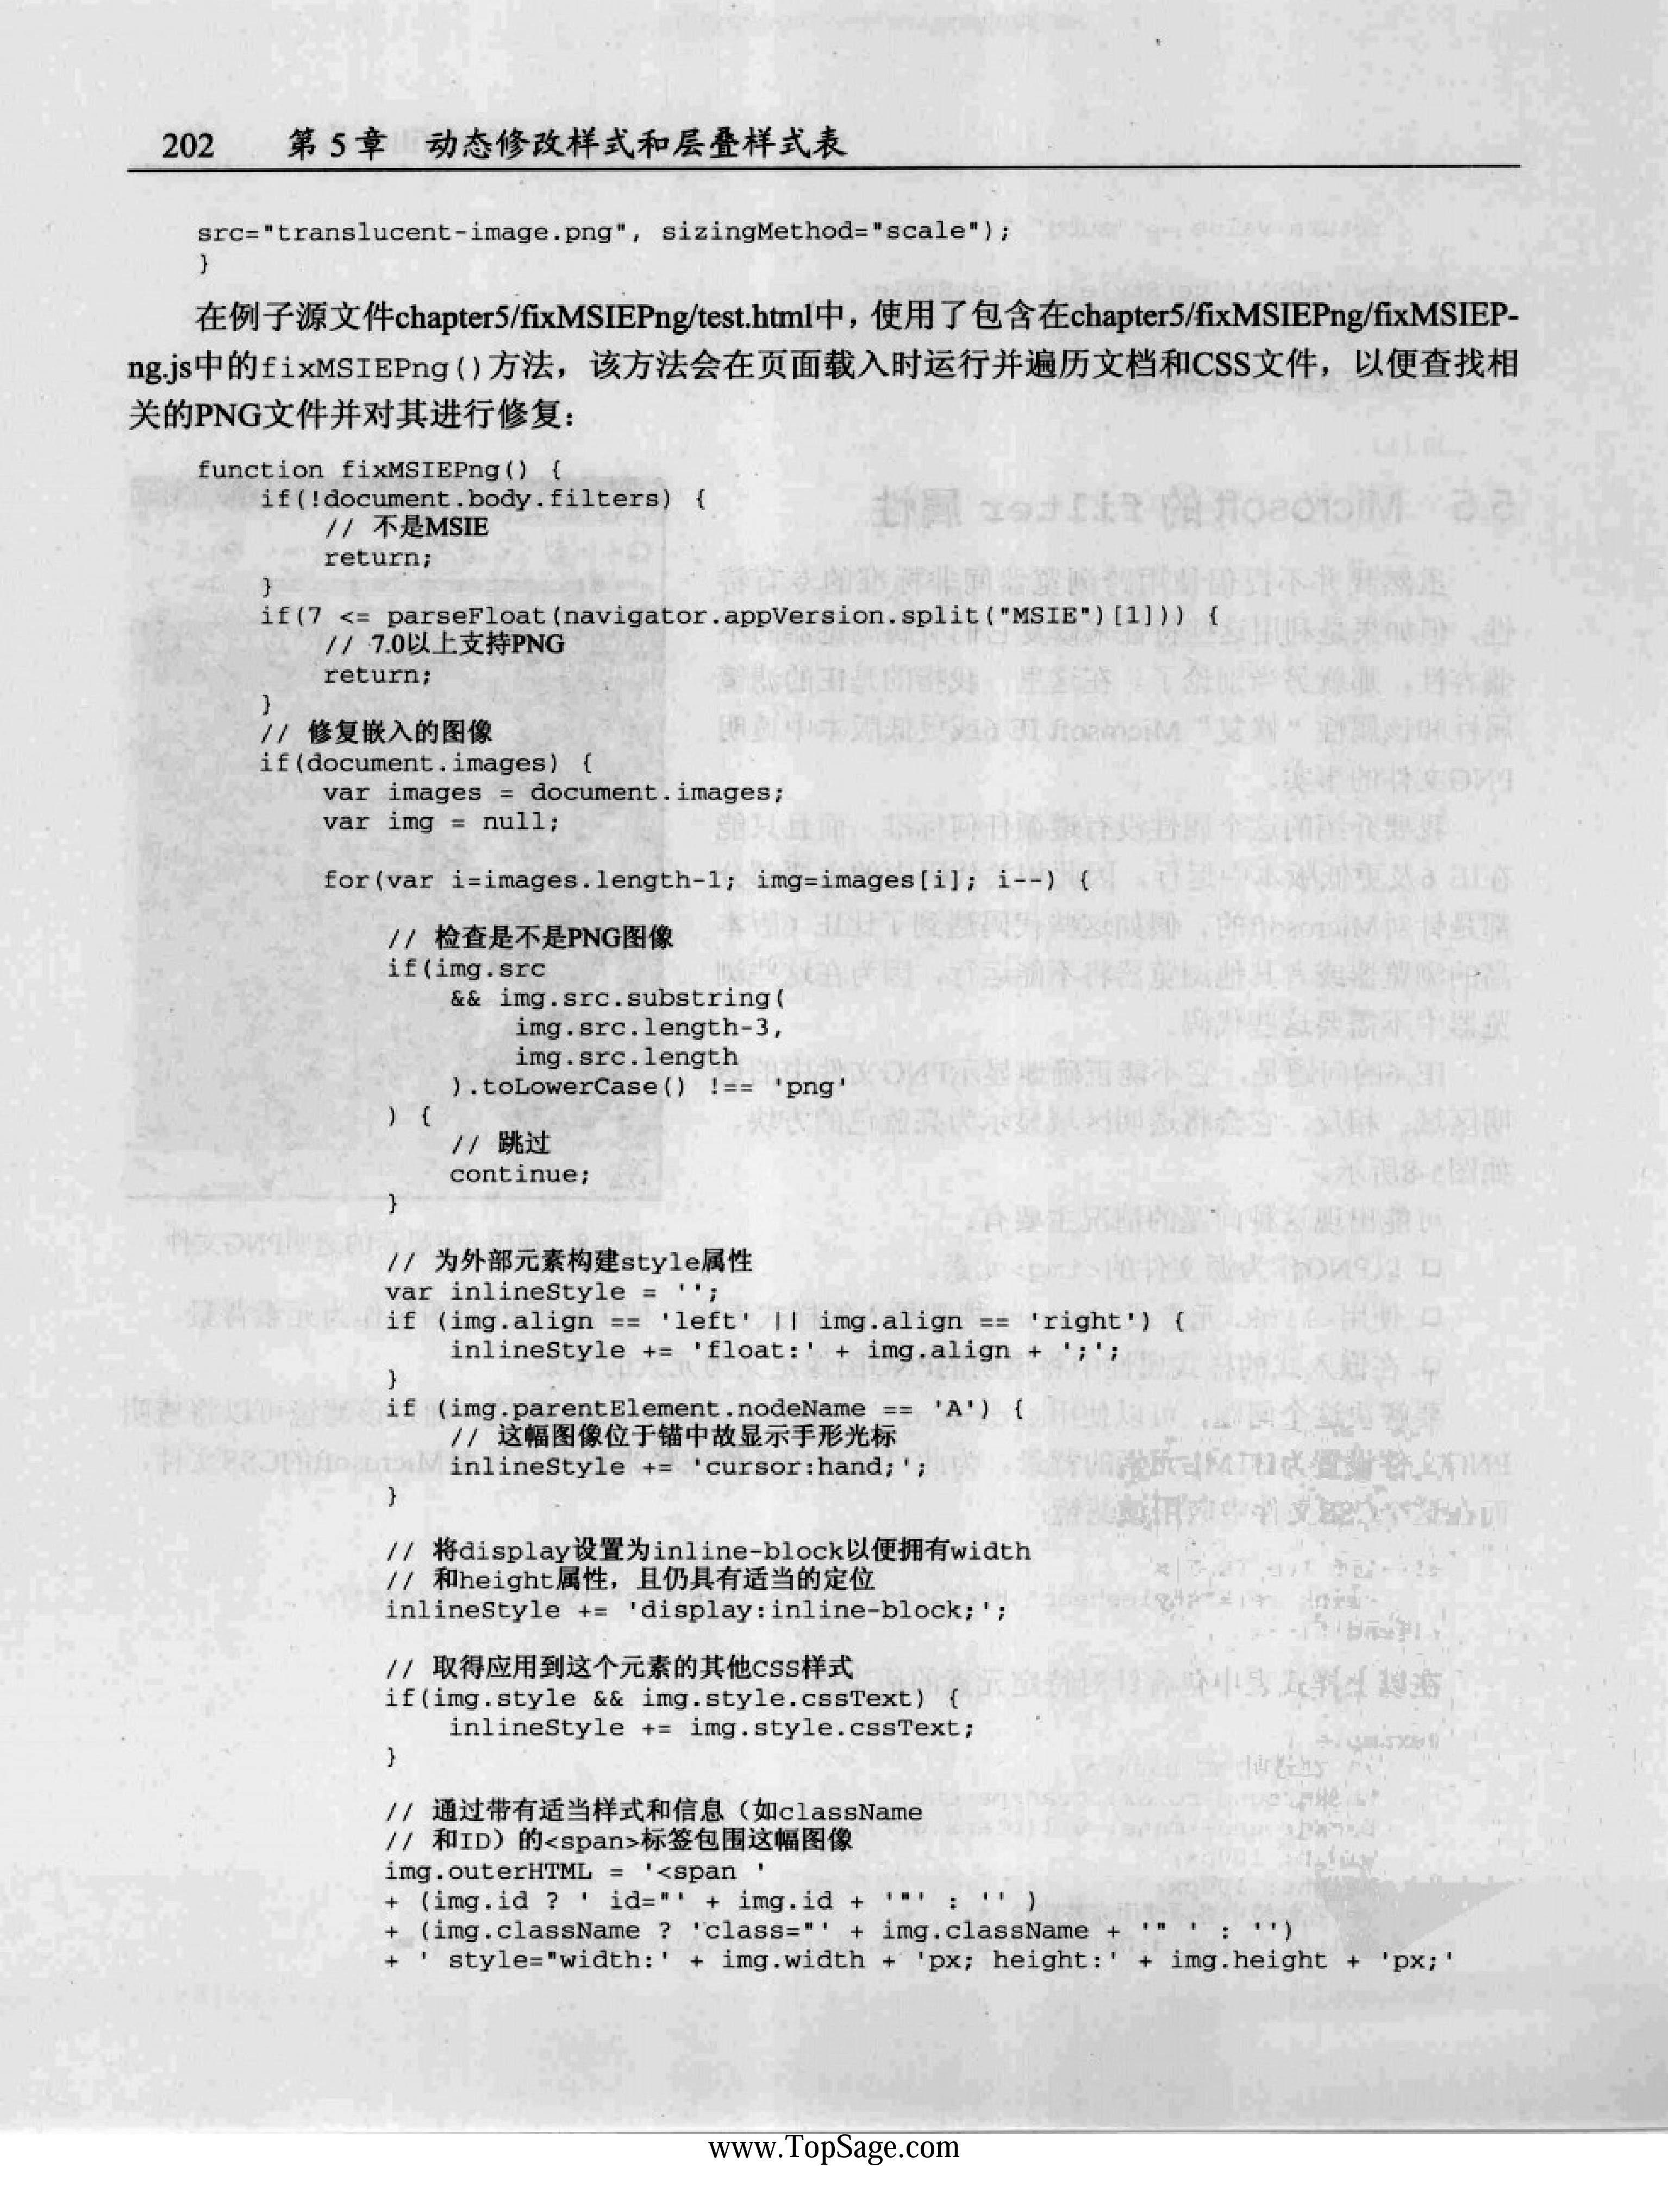 202 第 5 章 动态修改样式和层叠样式表
src="translucent-image.png", sizingMethod="scale");
}
在例子源文件chapter5/fixMSIEPng/test.html中，使用了包含在chapter5/fixMSIEPng/fixMSIEP-
ng.js中的fixMSIEPng()方法，该方法会在页面载入时运行并遍历文档和CSS文件，以便查找相
关的PNG文件并对其进行修复：
function fixMSIEPng() {
    if(!document.body.filters) {
        // 不是MSIE
        return;
    }
    if(7 <= parseFloat(navigator.appVersion.split("MSIE")[1])) {
        // 7.0以上支持PNG
        return;
    }
    // 修复嵌入的图像
    if(document.images) {
        var images = document.images;
        var img = null;
        for(var i=images.length-1; img=images[i]; i--) {
            // 检查是不是PNG图像
            if(img.src
                && img.src.substring(
                    img.src.length-3,
                    img.src.length
                ).toLowerCase() !== 'png'
            ) {
                // 跳过
                continue;
            }
            // 为外部元素构建style属性
            var inlineStyle = '';
            if (img.align == 'left' || img.align == 'right') {
                inlineStyle += 'float:' + img.align + ';';
            }
            if (img.parentElement.nodeName == 'A') {
                // 这幅图像位于锚中故显示手形光标
                inlineStyle += 'cursor:hand;';
            }
            // 将display设置为inline-block以便拥有width
            // 和height属性，且仍具有适当的定位
            inlineStyle += 'display:inline-block;';
            // 取得应用到这个元素的其他CSS样式
            if(img.style && img.style.cssText) {
                inlineStyle += img.style.cssText;
            }
            // 通过带有适当样式和信息（如className
            // 和ID）的<span>标签包围这幅图像
            img.outerHTML = '<span '
            + (img.id ? ' id="' + img.id + '"' : '' )
            + (img.className ? 'class="' + img.className + '" ' : '')
            + ' style="width:' + img.width + 'px; height:' + img.height + 'px;'
www.TopSage.com